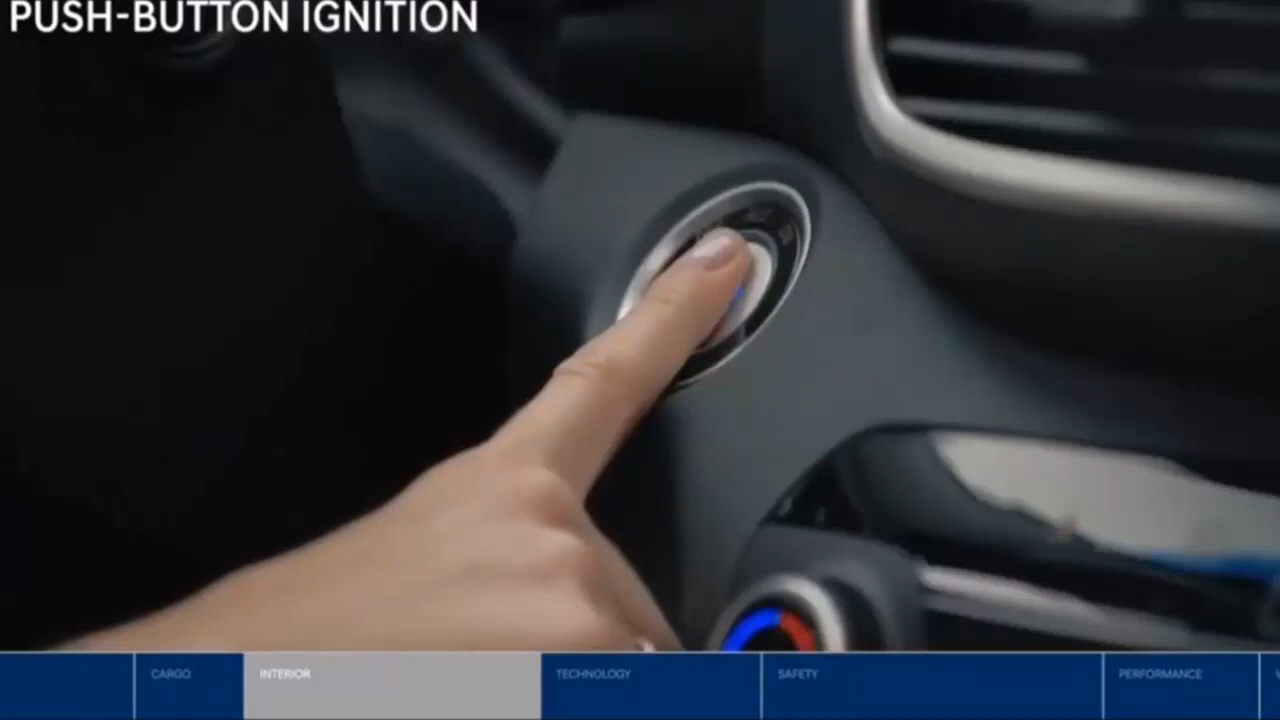 PUSH-BUTTON IGNITION
CARGO
INTERIOR
TECHNOLOGY
SAFETY
PERFORMANCE